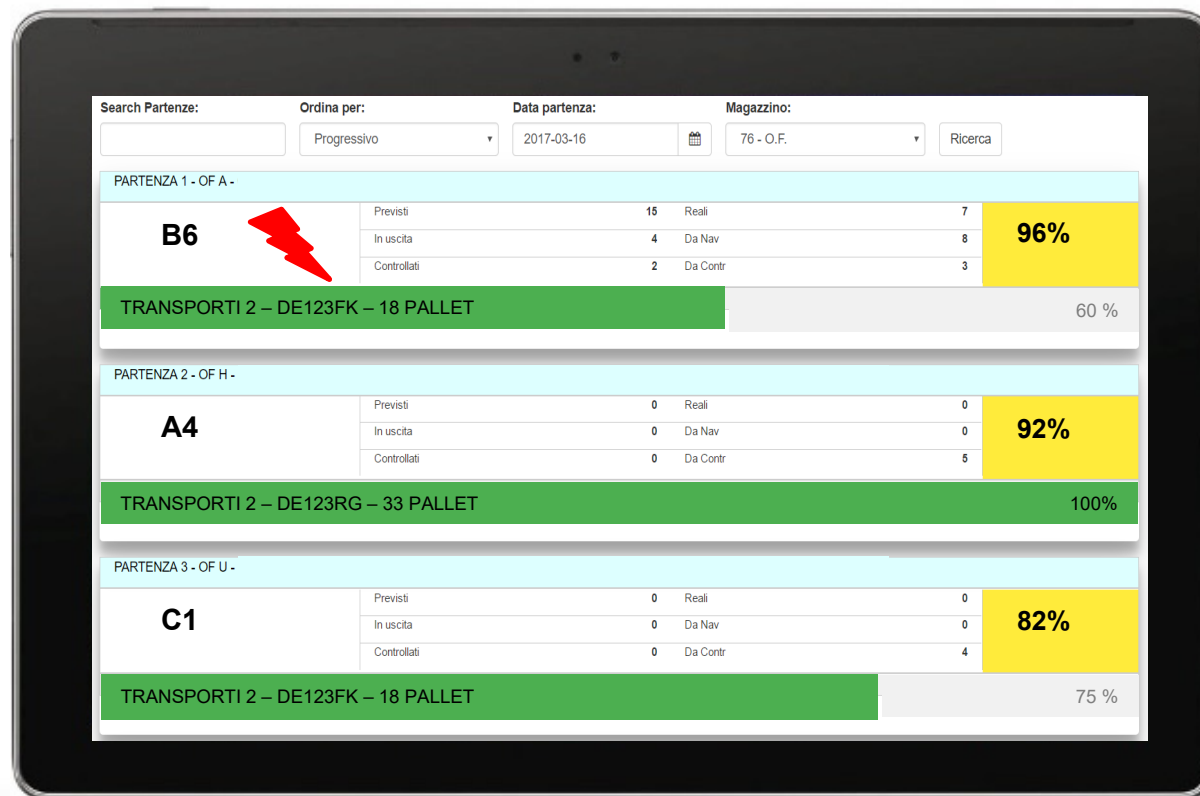 Search Partenze: Ordina per: Data partenza: Magazzino:
Progressivo 2017-03-16 76 - O.F. Ricerca
PARTENZA 1 - OF A -
B6
Previsti 15 Reali 7
In uscita 4 Da Nav 8
Controllati 2 Da Contr 3
96%
TRANSPORTI 2 – DE123FK – 18 PALLET 60 %
PARTENZA 2 - OF H -
A4
Previsti 0 Reali 0
In uscita 0 Da Nav 0
Controllati 0 Da Contr 5
92%
TRANSPORTI 2 – DE123RG – 33 PALLET 100%
PARTENZA 3 - OF U -
C1
Previsti 0 Reali 0
In uscita 0 Da Nav 0
Controllati 0 Da Contr 4
82%
TRANSPORTI 2 – DE123FK – 18 PALLET 75 %